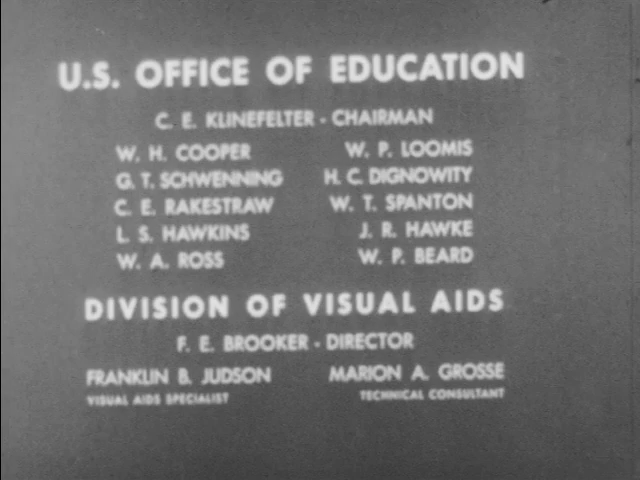 U.S. OFFICE OF EDUCATION
C. E. KLINEFELTER - CHAIRMAN
W. H. COOPER W. P. LOOMIS
G. T. SCHWENNING H. C. DIGNOWITY
C. E. RAKESTRAW W. T. SPANTON
L. S. HAWKINS J. R. HAWKE
W. A. ROSS W. P. BEARD
DIVISION OF VISUAL AIDS
F. E. BROOKER - DIRECTOR
FRANKLIN B. JUDSON MARION A. GROSSE
VISUAL AIDS SPECIALIST TECHNICAL CONSULTANT